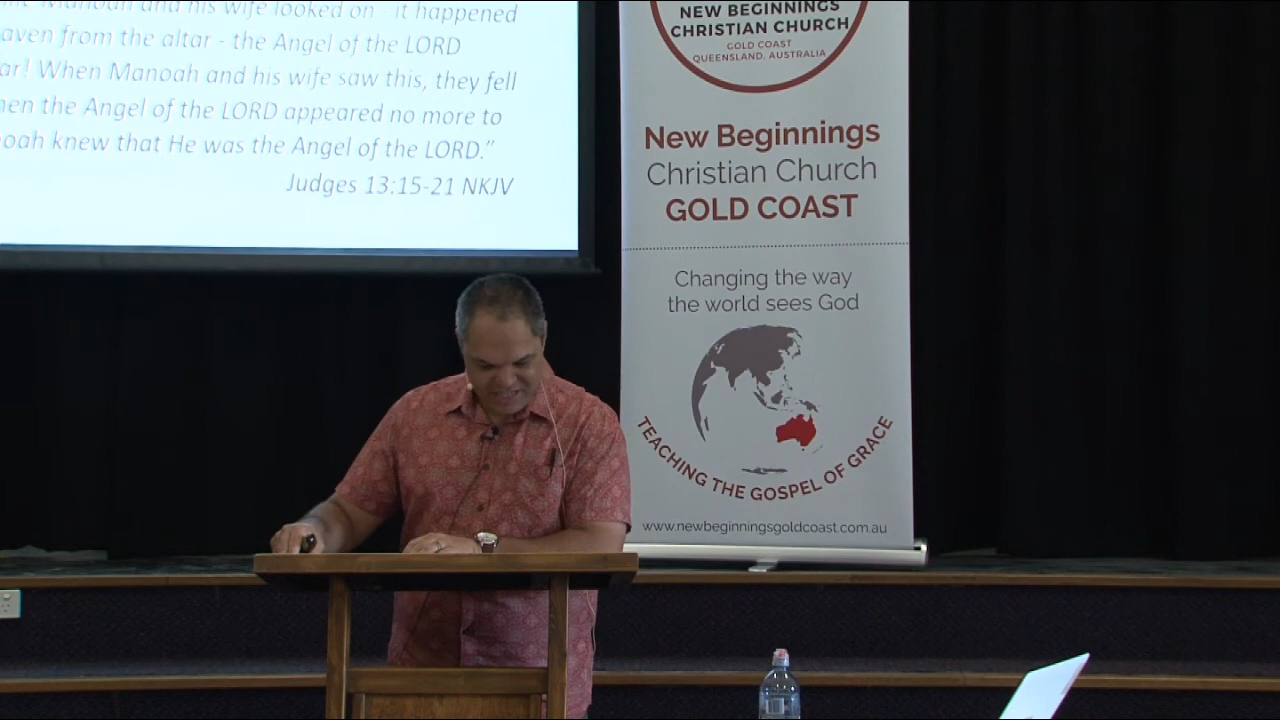 Manoah and his wife looked on - it happened
from the altar - the Angel of the LORD
When Manoah and his wife saw this, they fell
the Angel of the LORD appeared no more to
knew that He was the Angel of the LORD.”
Judges 13:15-21 NKJV
NEW BEGINNINGS
CHRISTIAN CHURCH
GOLD COAST
QUEENSLAND, AUSTRALIA
New Beginnings
Christian Church
GOLD COAST
Changing the way
the world sees God
TEACHING THE GOSPEL OF GRACE
www.newbeginningsgoldcoast.com.au